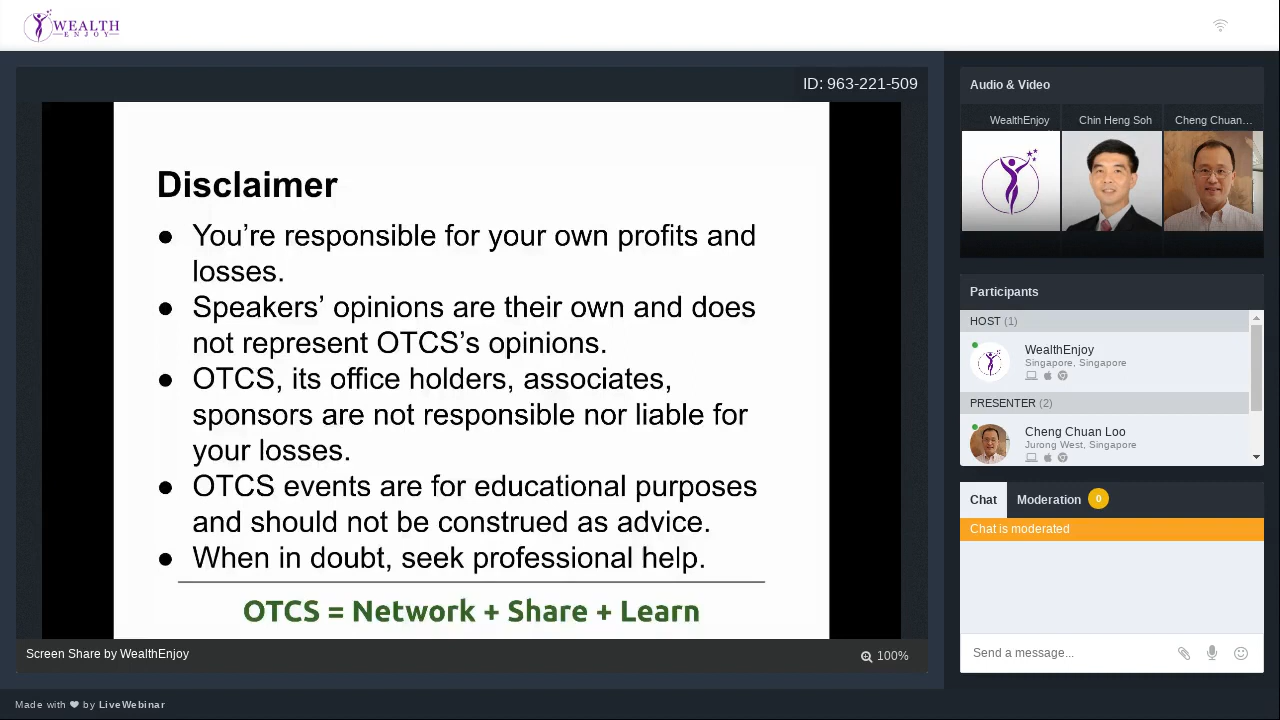 WEALTH
ENJOY
ID: 963-221-509
Disclaimer
● You’re responsible for your own profits and
losses.
● Speakers’ opinions are their own and does
not represent OTCS’s opinions.
● OTCS, its office holders, associates,
sponsors are not responsible nor liable for
your losses.
● OTCS events are for educational purposes
and should not be construed as advice.
● When in doubt, seek professional help.
OTCS = Network + Share + Learn
Screen Share by WealthEnjoy
100%
Audio & Video
WealthEnjoy
Chin Heng Soh
Cheng Chuan…
Participants
HOST (1)
WealthEnjoy
Singapore, Singapore
PRESENTER (2)
Cheng Chuan Loo
Jurong West, Singapore
Chat
Moderation 0
Chat is moderated
Send a message...
Made with ❤ by LiveWebinar